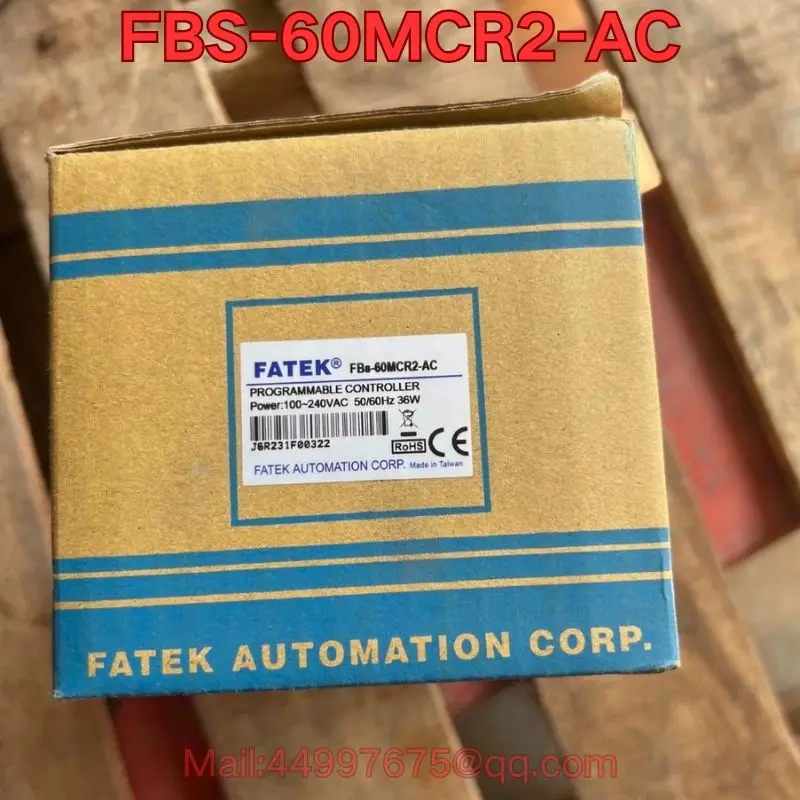 FBS-60MCR2-AC
FATEK® FBs-60MCR2-AC
PROGRAMMABLE CONTROLLER
Power:100~240VAC 50/60Hz 36W
J6R231F00322
RoHS CE
FATEK AUTOMATION CORP. Made in Taiwan
FATEK AUTOMATION CORP.
Mail:44997675@qq.com